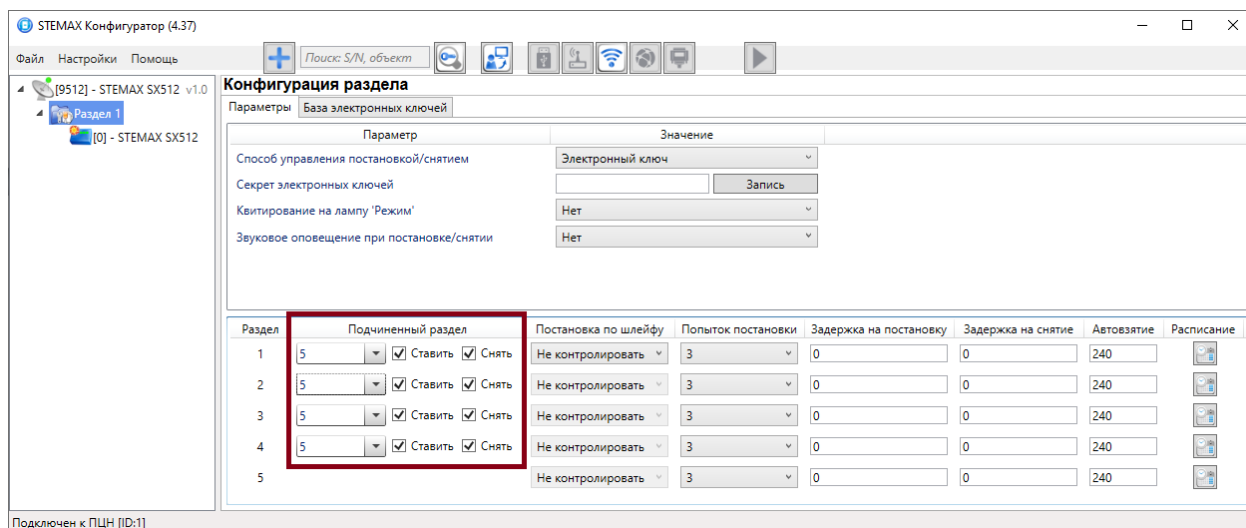 STEMAX Конфигуратор (4.37)
Файл Настройки Помощь Поиск: S/N, объект
[9512] - STEMAX SX512 v1.0
Раздел 1
[0] - STEMAX SX512
Конфигурация раздела
Параметры База электронных ключей
Параметр Значение
Способ управления постановкой/снятием Электронный ключ
Секрет электронных ключей Запись
Квитирование на лампу 'Режим' Нет
Звуковое оповещение при постановке/снятии Нет
Раздел Подчиненный раздел Постановка по шлейфу Попыток постановки Задержка на постановку Задержка на снятие Автовзятие Расписание
1 5 Ставить Снять Не контролировать 3 0 0 240
2 5 Ставить Снять Не контролировать 3 0 0 240
3 5 Ставить Снять Не контролировать 3 0 0 240
4 5 Ставить Снять Не контролировать 3 0 0 240
5 Не контролировать 3 0 0 240
Подключен к ПЦН [ID:1]